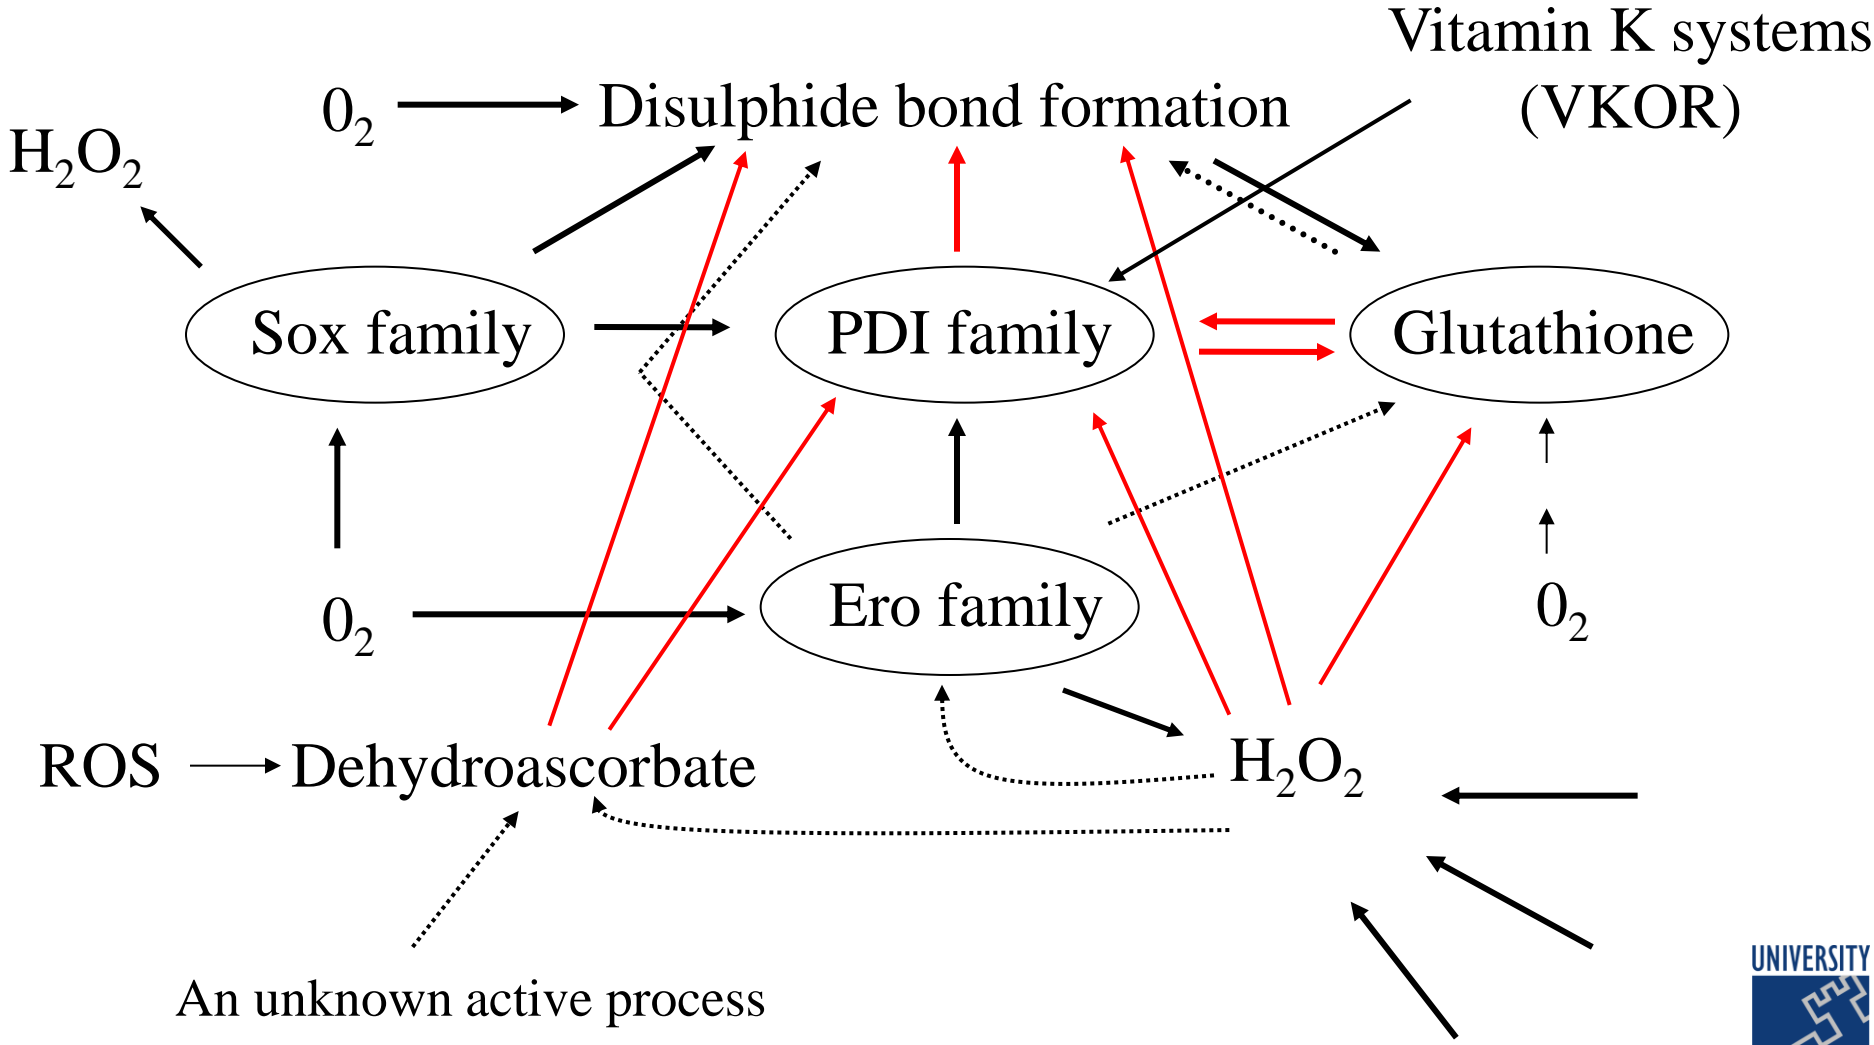 Vitamin K systems
(VKOR)
0₂
Disulphide bond formation
H₂O₂
Sox family
PDI family
Glutathione
0₂
Ero family
0₂
ROS
Dehydroascorbate
H₂O₂
An unknown active process
UNIVERSITY